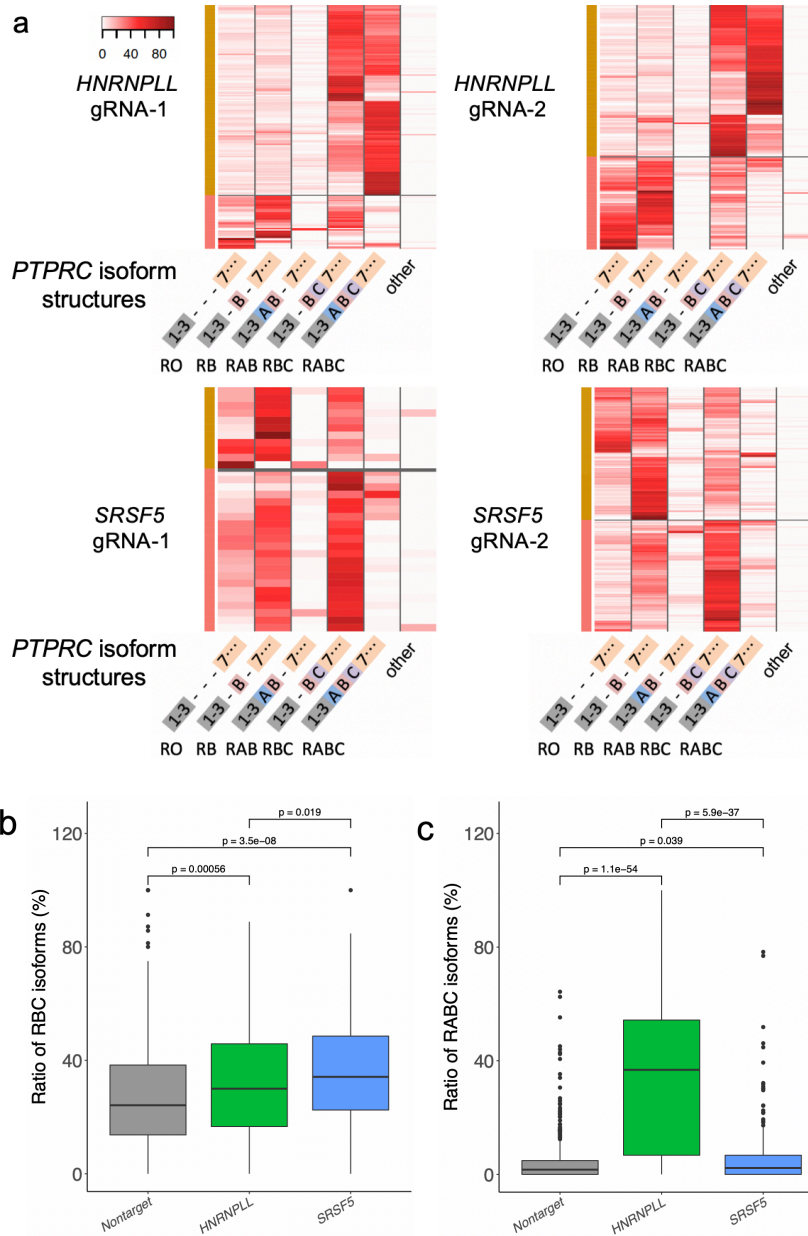 a
0 40 80
HNRNPLL
gRNA-1
HNRNPLL
gRNA-2
PTPRC isoform
structures
1-3 - - - - 7···
1-3 - B - 7···
1-3 A B - 7···
1-3 - B C 7···
1-3 A B C 7···
other
RO RB RAB RBC RABC
1-3 - - - - 7···
1-3 - B - 7···
1-3 A B - 7···
1-3 - B C 7···
1-3 A B C 7···
other
RO RB RAB RBC RABC
SRSF5
gRNA-1
SRSF5
gRNA-2
PTPRC isoform
structures
1-3 - - - - 7···
1-3 - B - 7···
1-3 A B - 7···
1-3 - B C 7···
1-3 A B C 7···
other
RO RB RAB RBC RABC
1-3 - - - - 7···
1-3 - B - 7···
1-3 A B - 7···
1-3 - B C 7···
1-3 A B C 7···
other
RO RB RAB RBC RABC
b
Ratio of RBC isoforms (%)
120
80
40
0
p = 0.019
p = 3.5e-08
p = 0.00056
Nontarget
HNRNPLL
SRSF5
c
Ratio of RABC isoforms (%)
120
80
40
0
p = 5.9e-37
p = 0.039
p = 1.1e-54
Nontarget
HNRNPLL
SRSF5